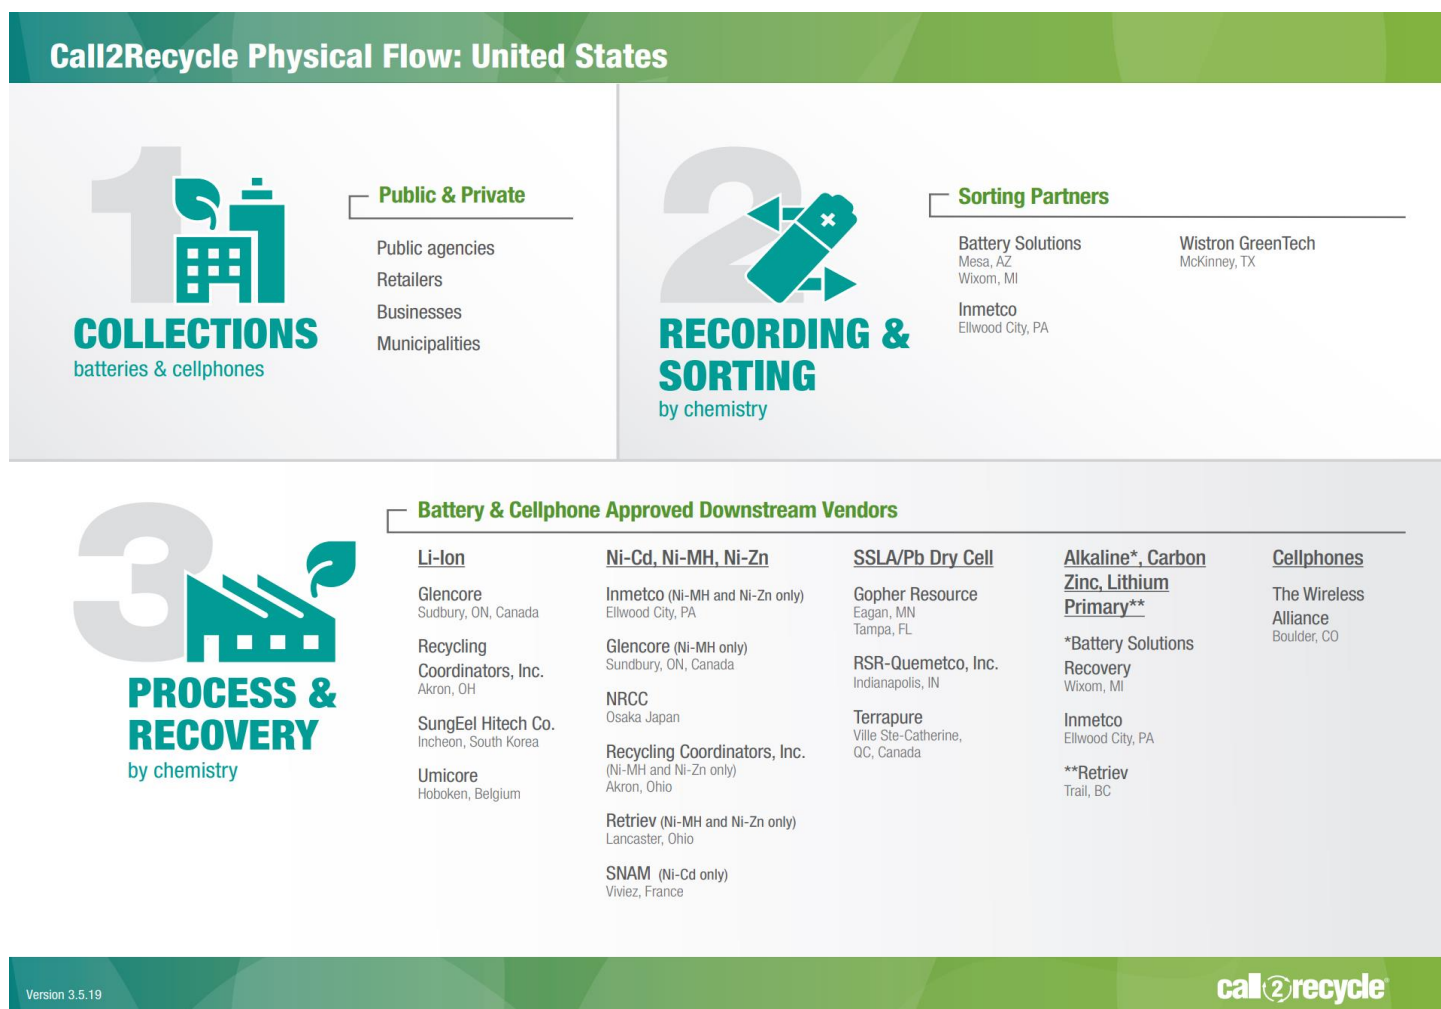 Call2Recycle Physical Flow: United States
1
COLLECTIONS
batteries & cellphones
Public & Private
Public agencies
Retailers
Businesses
Municipalities
2
RECORDING &
SORTING
by chemistry
Sorting Partners
Battery Solutions
Mesa, AZ
Wixom, MI
Inmetco
Ellwood City, PA
Wistron GreenTech
McKinney, TX
3
PROCESS &
RECOVERY
by chemistry
Battery & Cellphone Approved Downstream Vendors
Li-Ion
Glencore
Sudbury, ON, Canada
Recycling
Coordinators, Inc.
Akron, OH
SungEel Hitech Co.
Incheon, South Korea
Umicore
Hoboken, Belgium
Ni-Cd, Ni-MH, Ni-Zn
Inmetco (Ni-MH and Ni-Zn only)
Ellwood City, PA
Glencore (Ni-MH only)
Sundbury, ON, Canada
NRCC
Osaka Japan
Recycling Coordinators, Inc.
(Ni-MH and Ni-Zn only)
Akron, Ohio
Retriev (Ni-MH and Ni-Zn only)
Lancaster, Ohio
SNAM (Ni-Cd only)
Viviez, France
SSLA/Pb Dry Cell
Gopher Resource
Eagan, MN
Tampa, FL
RSR-Quemetco, Inc.
Indianapolis, IN
Terrapure
Ville Ste-Catherine,
QC, Canada
Alkaline*, Carbon
Zinc, Lithium
Primary**
*Battery Solutions
Recovery
Wixom, MI
Inmetco
Ellwood City, PA
**Retriev
Trail, BC
Cellphones
The Wireless
Alliance
Boulder, CO
Version 3.5.19
call2recycle